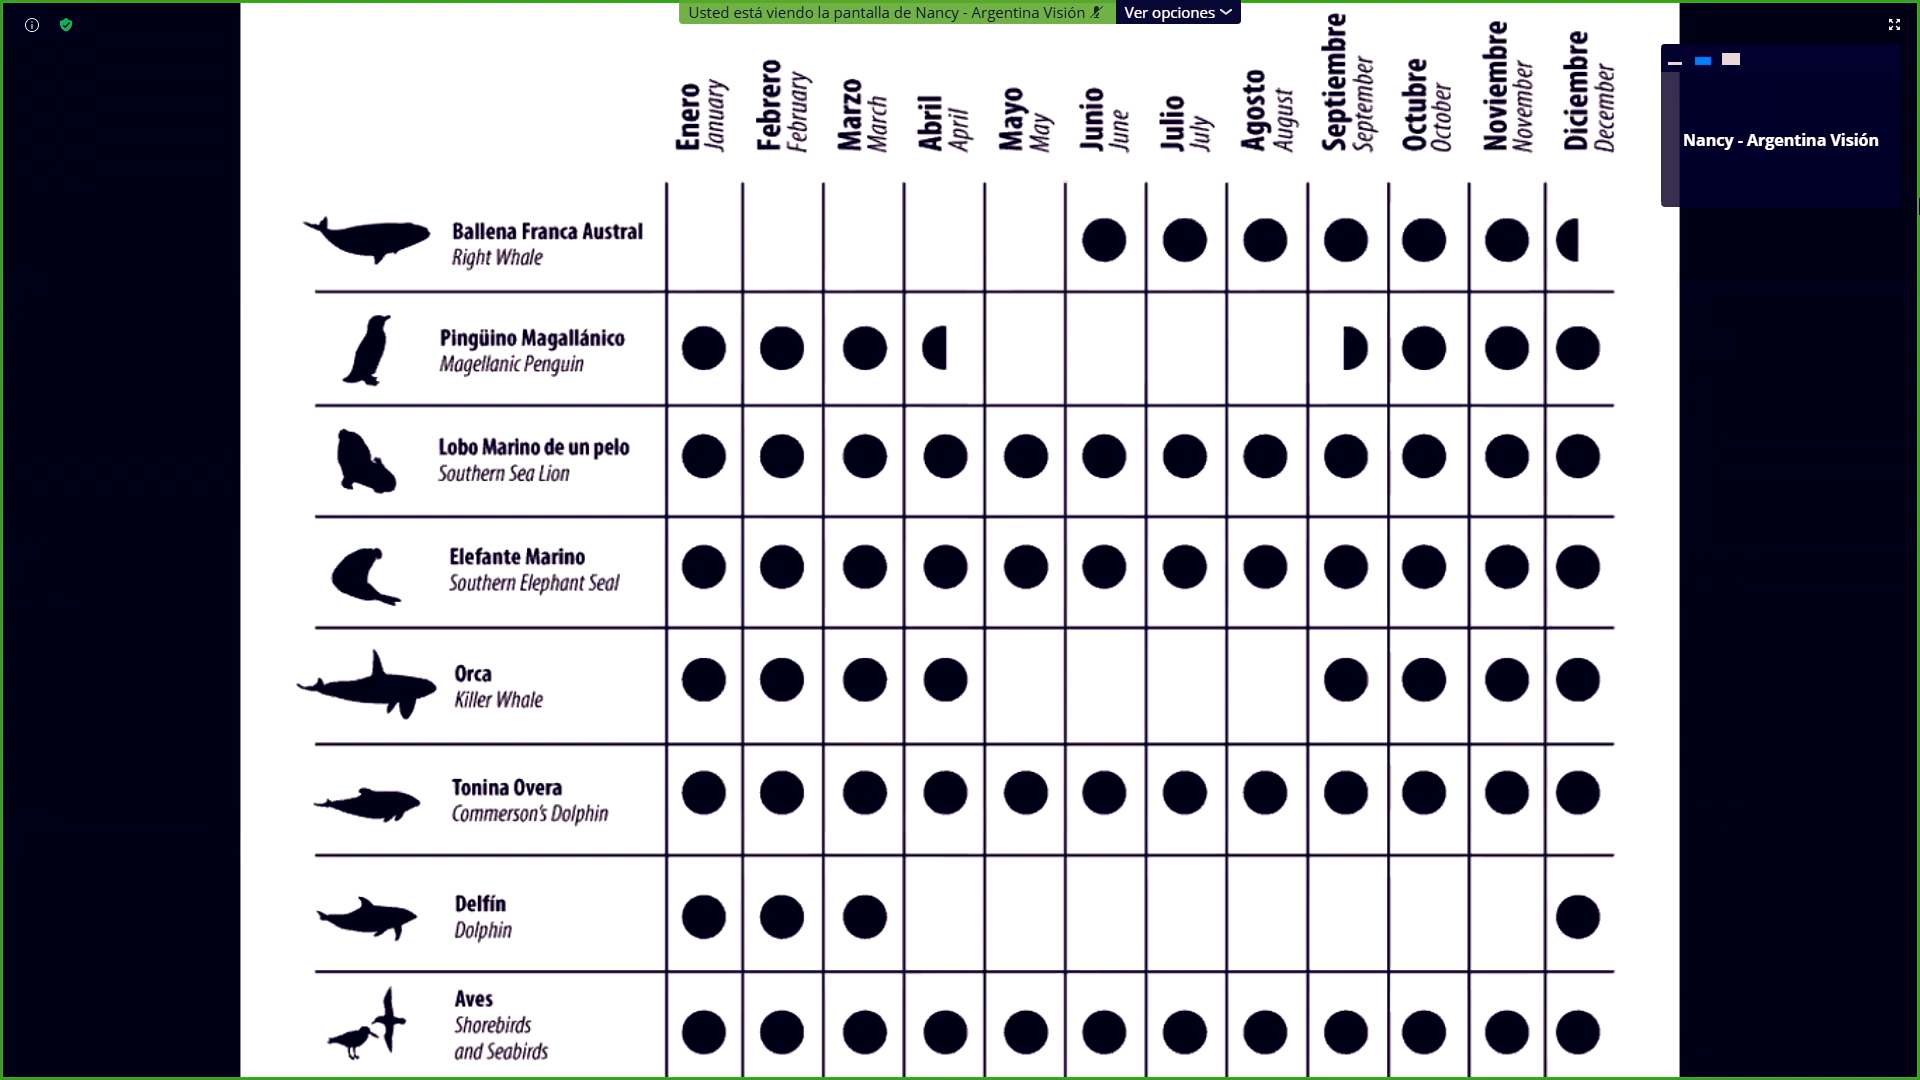 Usted está viendo la pantalla de Nancy - Argentina Visión
Ver opciones
Nancy - Argentina Visión
Enero
January
Febrero
February
Marzo
March
Abril
April
Mayo
May
Junio
June
Julio
July
Agosto
August
Septiembre
September
Octubre
October
Noviembre
November
Diciembre
December
Ballena Franca Austral
Right Whale
Pingüino Magallánico
Magellanic Penguin
Lobo Marino de un pelo
Southern Sea Lion
Elefante Marino
Southern Elephant Seal
Orca
Killer Whale
Tonina Overa
Commerson's Dolphin
Delfín
Dolphin
Aves
Shorebirds
and Seabirds